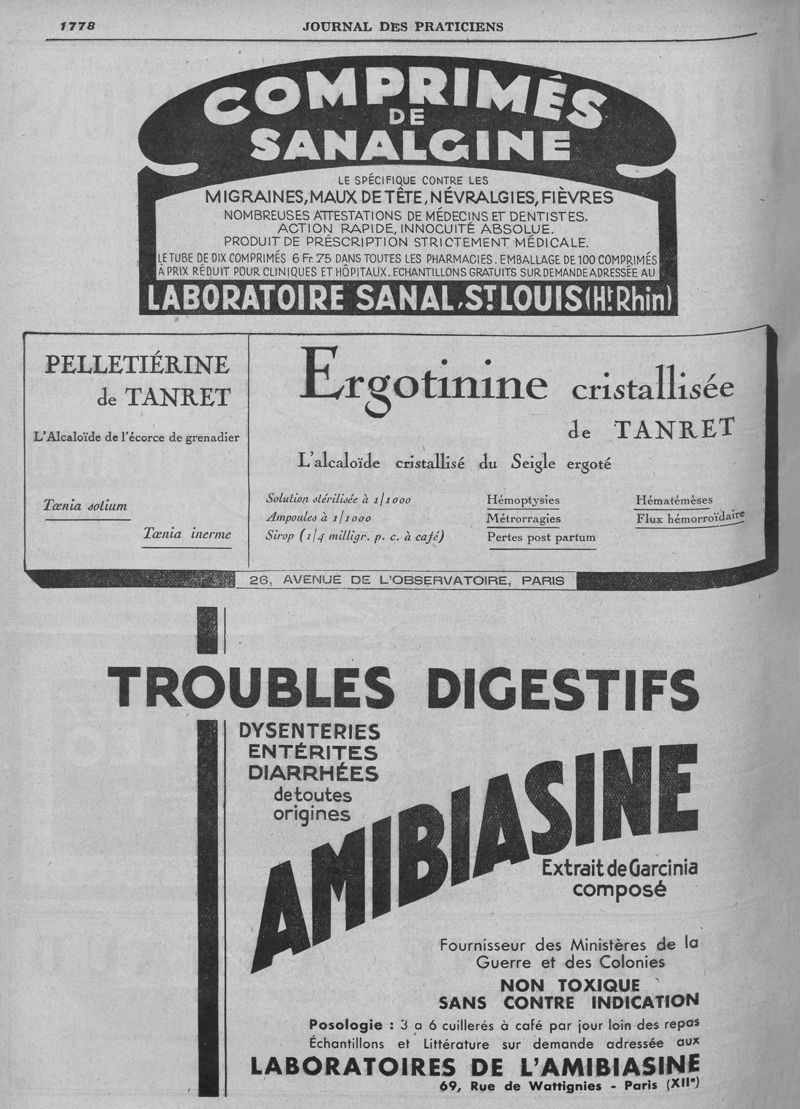 1778
JOURNAL DES PRATICIENS
COMPRIMÉS
DE
SANALGINE
LE SPÉCIFIQUE CONTRE LES
MIGRAINES, MAUX DE TÊTE, NÉVRALGIES, FIÈVRES
NOMBREUSES ATTESTATIONS DE MÉDECINS ET DENTISTES.
ACTION RAPIDE, INNOCUITÉ ABSOLUE.
PRODUIT DE PRÉSCRIPTION STRICTEMENT MÉDICALE.
LE TUBE DE DIX COMPRIMÉS 6 Fr. 75 DANS TOUTES LES PHARMACIES. EMBALLAGE DE 100 COMPRIMÉS
À PRIX RÉDUIT POUR CLINIQUES ET HÔPITAUX. ECHANTILLONS GRATUITS SUR DEMANDE ADRESSÉE AU
LABORATOIRE SANAL, ST. LOUIS (Ht. Rhin)
PELLETIÉRINE
de TANRET
L'Alcaloïde de l'écorce de grenadier
Tœnia solium
Tœnia inerme
Ergotinine cristallisée
de TANRET
L'alcaloïde cristallisé du Seigle ergoté
Solution stérilisée à 1/1000
Ampoules à 1/1000
Sirop (1/4 milligr. p. c. à café)
Hémoptysies
Métrorragies
Pertes post partum
Hématémèses
Flux hémorroïdaire
26, AVENUE DE L'OBSERVATOIRE, PARIS
TROUBLES DIGESTIFS
DYSENTERIES
ENTÉRITES
DIARRHÉES
de toutes
origines
AMIBIASINE
Extrait de Garcinia
composé
Fournisseur des Ministères de la
Guerre et des Colonies
NON TOXIQUE
SANS CONTRE INDICATION
Posologie : 3 a 6 cuillerés à café par jour loin des repas
Échantillons et Littérature sur demande adressée aux
LABORATOIRES DE L'AMIBIASINE
69, Rue de Wattignies - Paris (XIIe)